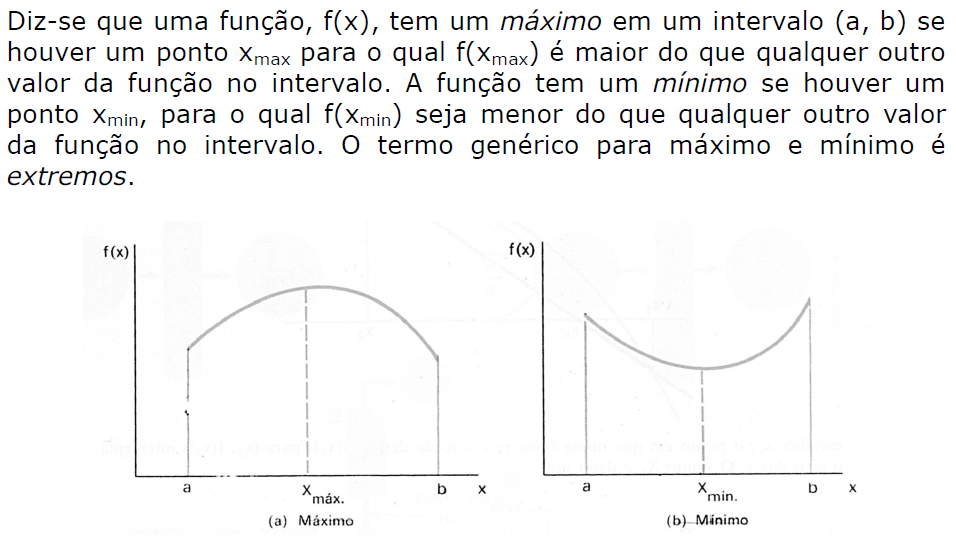 Diz-se que uma função, f(x), tem um máximo em um intervalo (a, b) se
houver um ponto xmax para o qual f(xmax) é maior do que qualquer outro
valor da função no intervalo. A função tem um mínimo se houver um
ponto xmin, para o qual f(xmin) seja menor do que qualquer outro valor
da função no intervalo. O termo genérico para máximo e mínimo é
extremos.
f(x)
a
x máx.
b
x
(a) Máximo
f(x)
a
x mín.
b
x
(b) Mínimo